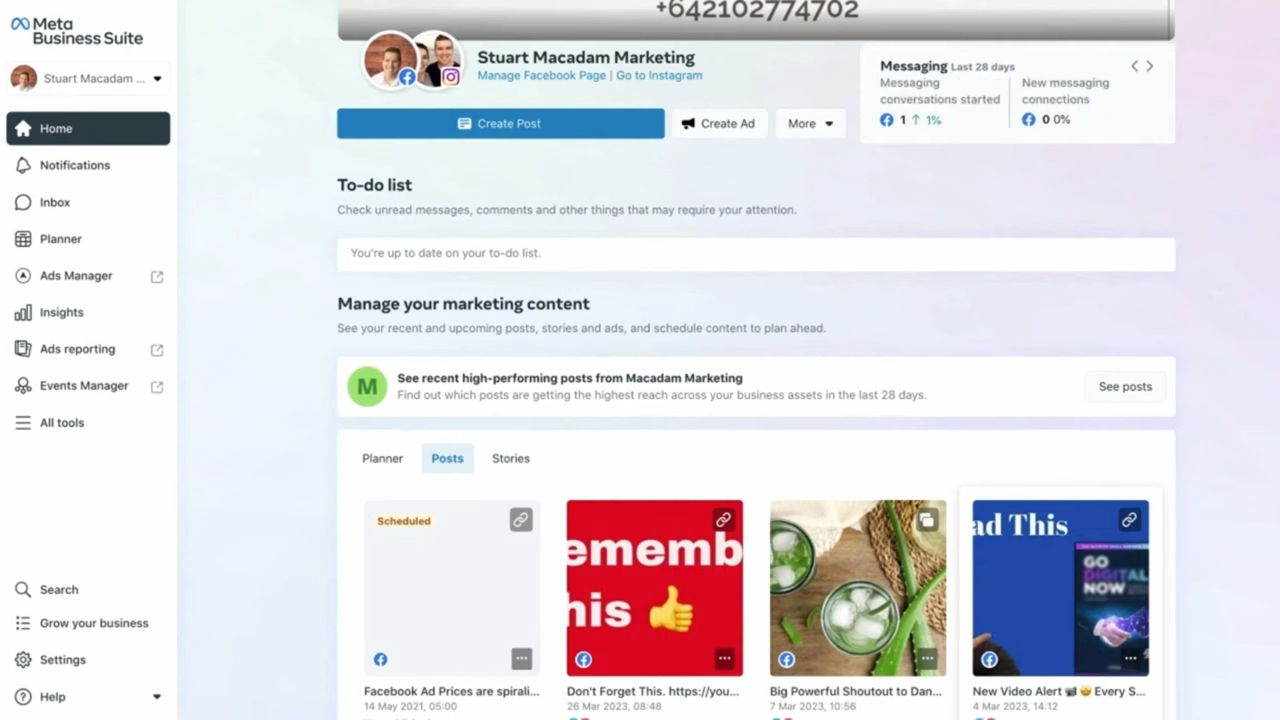 +642102774702
Meta
Business Suite
Stuart Macadam ...
Home
Notifications
Inbox
Planner
Ads Manager
Insights
Ads reporting
Events Manager
All tools
Search
Grow your business
Settings
Help
Stuart Macadam Marketing
Manage Facebook Page | Go to Instagram
Create Post
Create Ad
More
Messaging Last 28 days
Messaging
conversations started
1 ↑ 1%
New messaging
connections
0 0%
To-do list
Check unread messages, comments and other things that may require your attention.
You're up to date on your to-do list.
Manage your marketing content
See your recent and upcoming posts, stories and ads, and schedule content to plan ahead.
M
See recent high-performing posts from Macadam Marketing
Find out which posts are getting the highest reach across your business assets in the last 28 days.
See posts
Planner
Posts
Stories
Scheduled
Facebook Ad Prices are spirali...
14 May 2021, 05:00
ememb
his 👍
Don't Forget This. https://you...
26 Mar 2023, 08:48
Big Powerful Shoutout to Dan...
7 Mar 2023, 10:56
ad This
GO
DIGITAL
NOW
New Video Alert 📹 🤩 Every S...
4 Mar 2023, 14:12